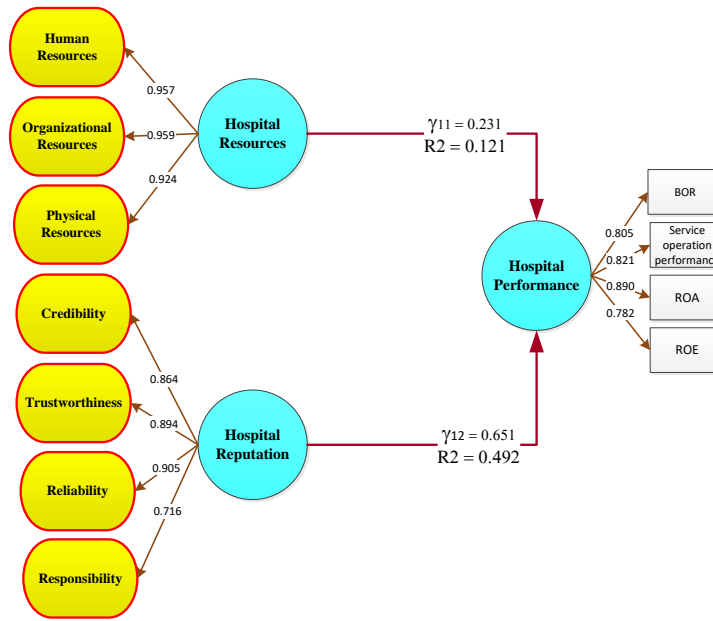 Human
Resources
0.957
Organizational
Resources
0.959
Physical
Resources
0.924
Hospital
Resources
γ11 = 0.231
R2 = 0.121
Credibility
0.864
Trustworthiness
0.894
Reliability
0.905
Responsibility
0.716
Hospital
Reputation
γ12 = 0.651
R2 = 0.492
Hospital
Performance
0.805
BOR
0.821
Service
operation
performance
0.890
ROA
0.782
ROE